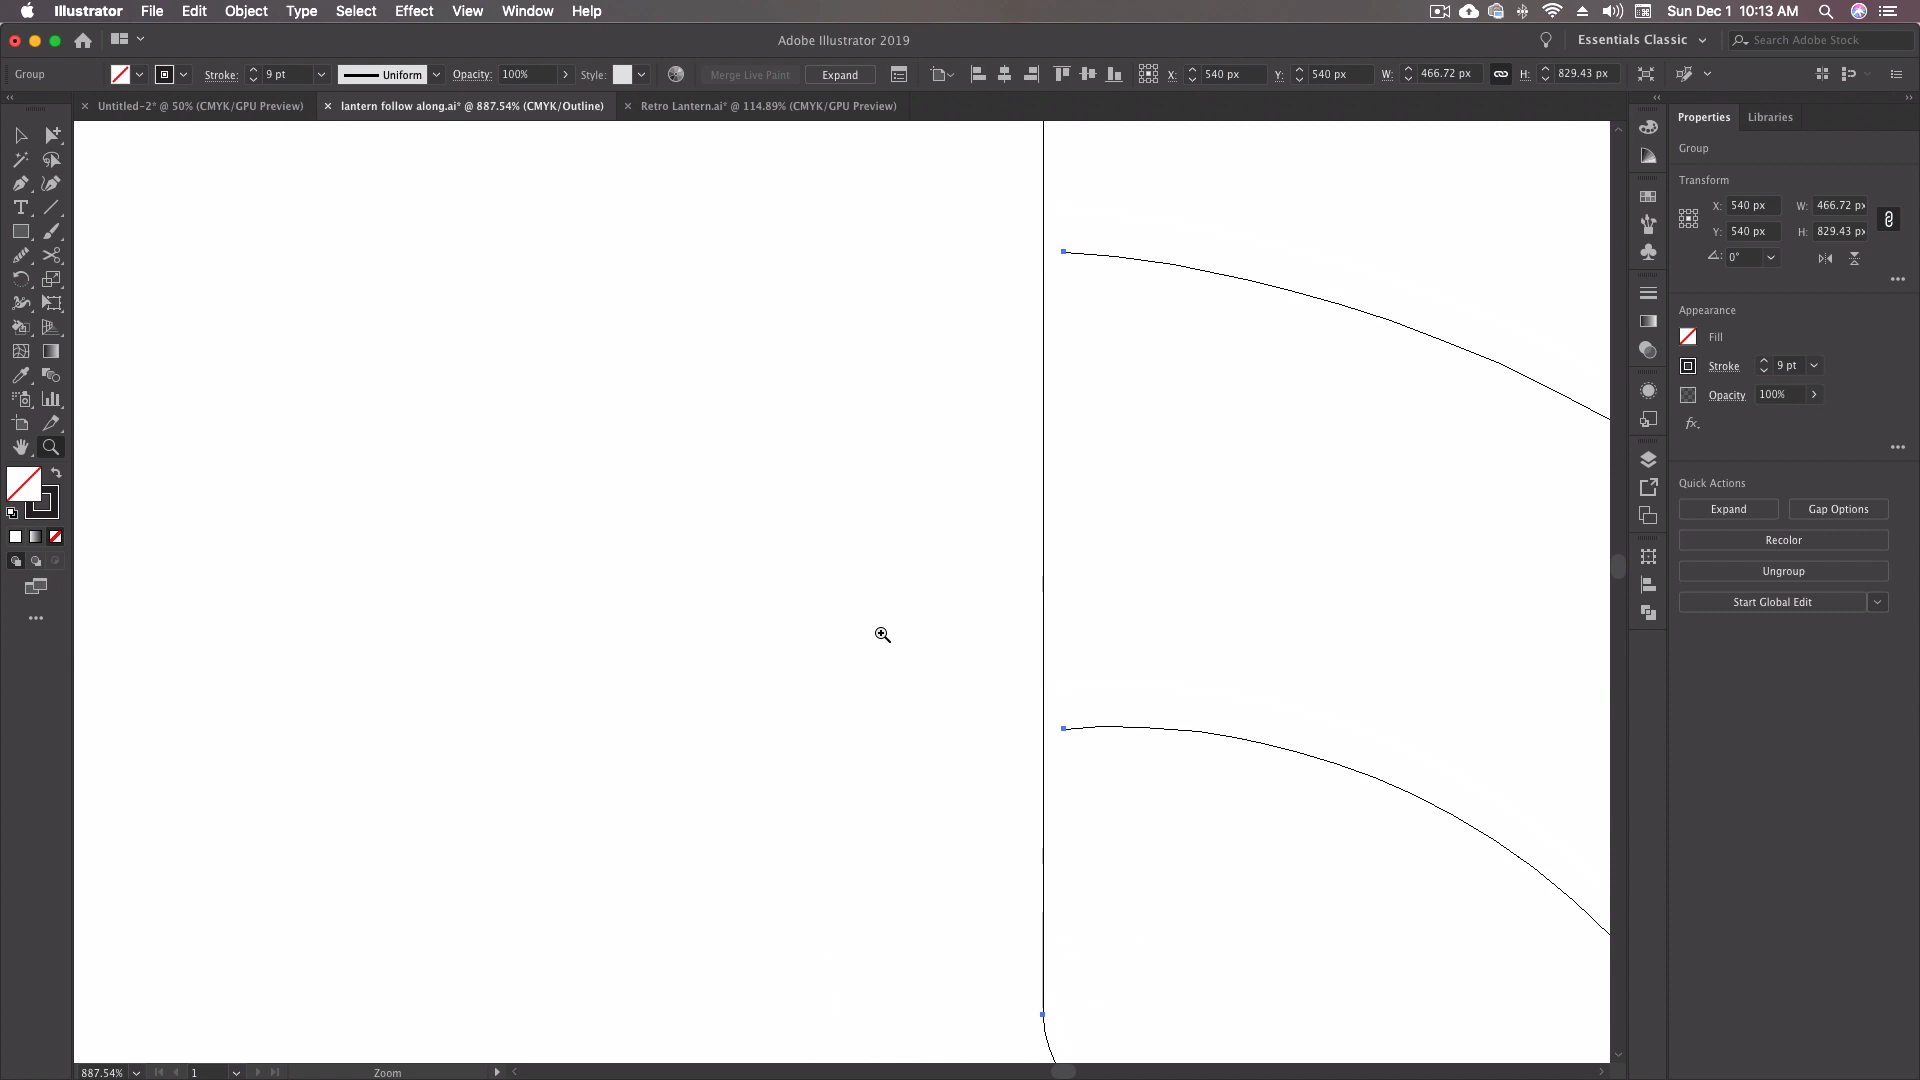 Illustrator File Edit Object Type Select Effect View Window Help
Sun Dec 1 10:13 AM
Adobe Illustrator 2019
Essentials Classic
Search Adobe Stock
Group
Stroke: 9 pt
Uniform
Opacity: 100%
Style:
Merge Live Paint
Expand
X: 540 px
Y: 540 px
W: 466.72 px
H: 829.43 px
Untitled-2* @ 50% (CMYK/GPU Preview)
lantern follow along.ai* @ 887.54% (CMYK/Outline)
Retro Lantern.ai* @ 114.89% (CMYK/GPU Preview)
Properties
Libraries
Group
Transform
X: 540 px W: 466.72 px
Y: 540 px H: 829.43 px
0°
Appearance
Fill
Stroke 9 pt
Opacity 100%
fx.
Quick Actions
Expand
Gap Options
Recolor
Ungroup
Start Global Edit
887.54%
1
Zoom